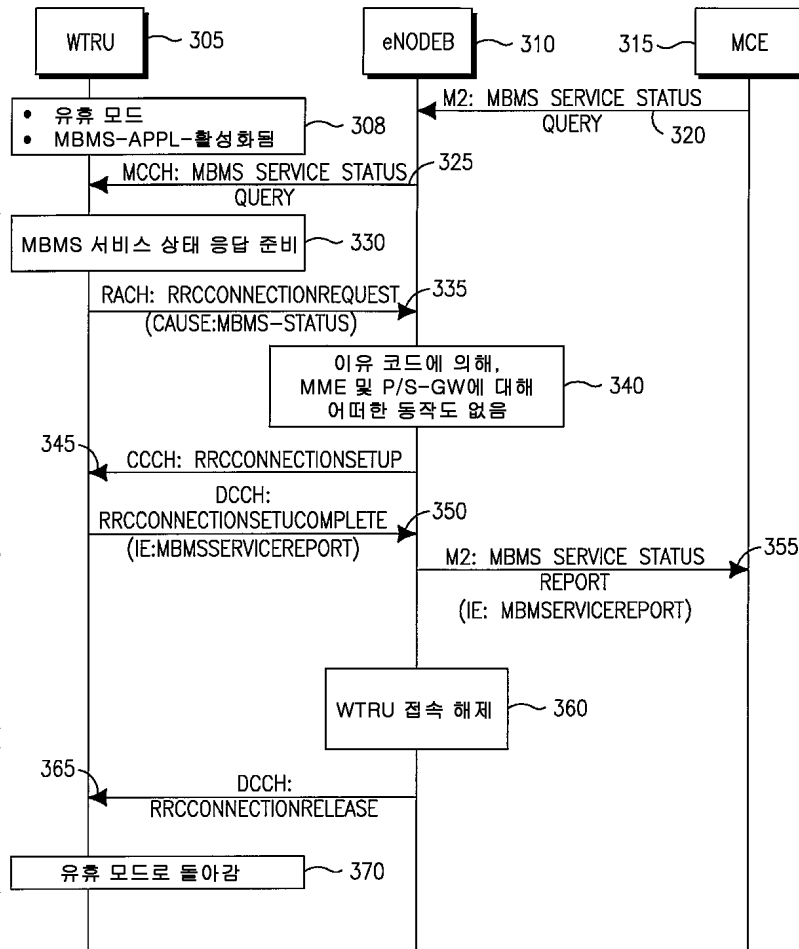 WTRU
305
eNODEB
310
315
MCE
• 유휴 모드
• MBMS-APPL-활성화됨
308
M2: MBMS SERVICE STATUS
QUERY
320
MCCH: MBMS SERVICE STATUS
QUERY
325
MBMS 서비스 상태 응답 준비
330
RACH: RRCCONNECTIONREQUEST
(CAUSE:MBMS-STATUS)
335
이유 코드에 의해,
MME 및 P/S-GW에 대해
어떠한 동작도 없음
340
345
CCCH: RRCCONNECTIONSETUP
DCCH:
RRCCONNECTIONSETUCOMPLETE
(IE:MBMSSERVICEREPORT)
350
M2: MBMS SERVICE STATUS
REPORT
(IE: MBMSERVICEREPORT)
355
WTRU 접속 해제
360
365
DCCH:
RRCCONNECTIONRELEASE
유휴 모드로 돌아감
370